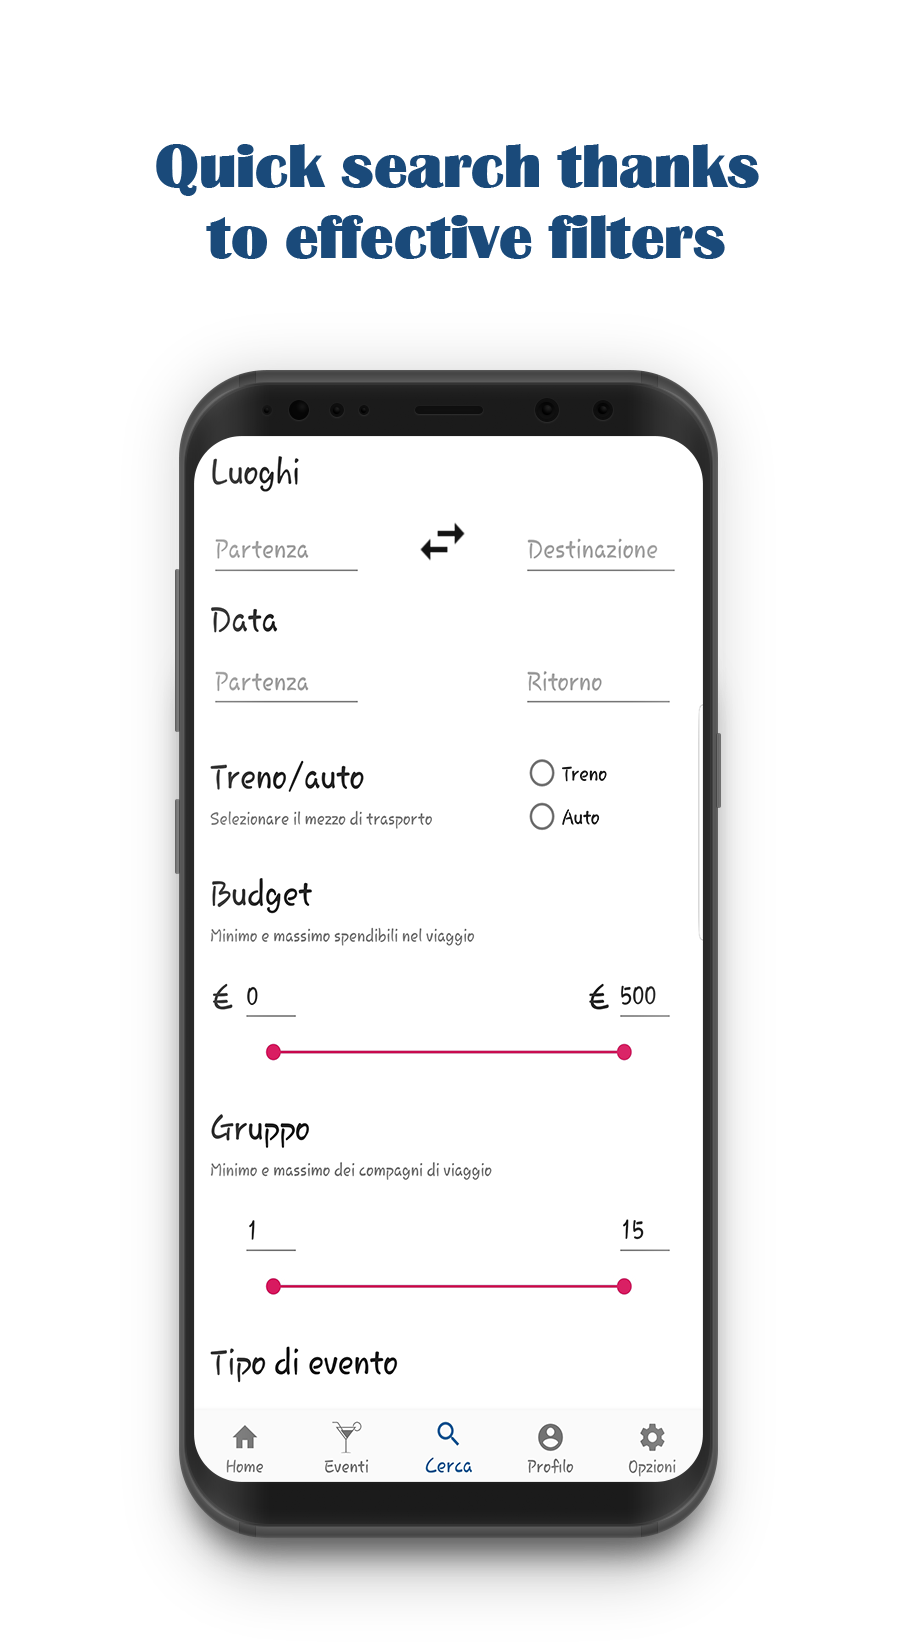 Quick search thanks
to effective filters
Luoghi
Partenza
Destinazione
Data
Partenza
Ritorno
Treno/auto
Treno
Selezionare il mezzo di trasporto
Auto
Budget
Minimo e massimo spendibili nel viaggio
€ 0
€ 500
Gruppo
Minimo e massimo dei compagni di viaggio
1
15
Tipo di evento
Home
Eventi
Cerca
Profilo
Opzioni